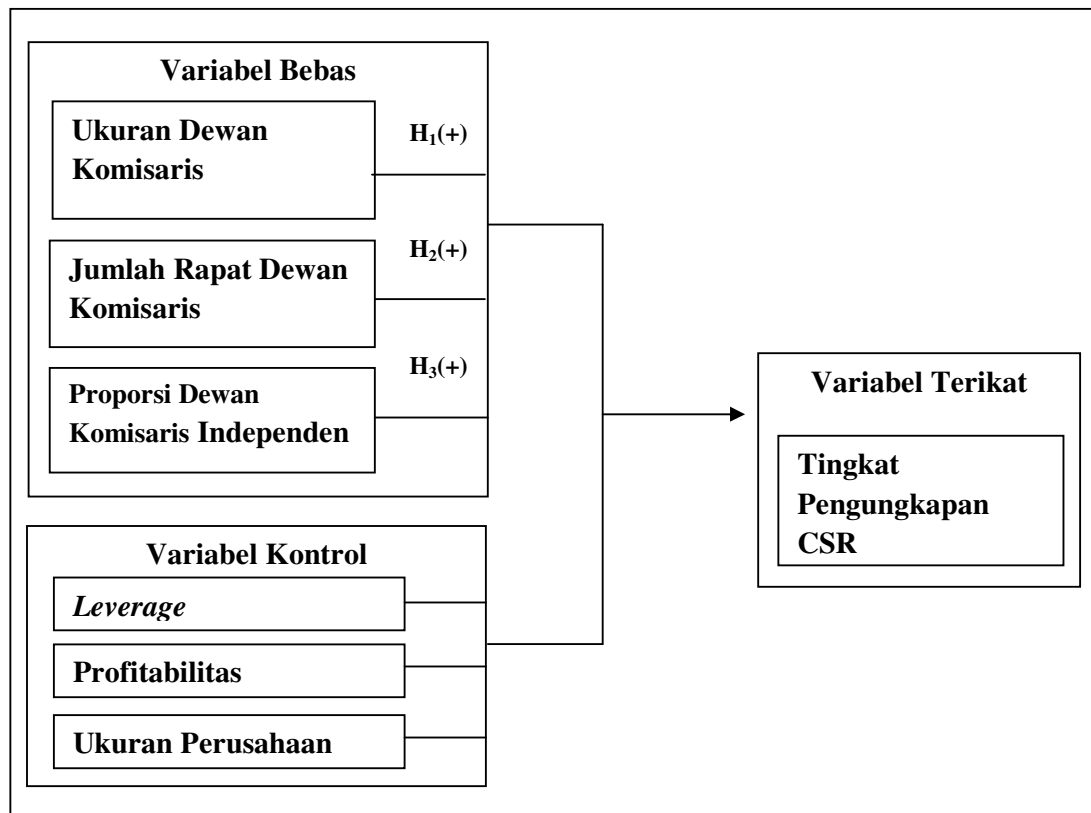 Variabel Bebas
Ukuran Dewan
Komisaris
H1(+)
Jumlah Rapat Dewan
Komisaris
H2(+)
Proporsi Dewan
Komisaris Independen
H3(+)
Variabel Kontrol
Leverage
Profitabilitas
Ukuran Perusahaan
Variabel Terikat
Tingkat
Pengungkapan
CSR